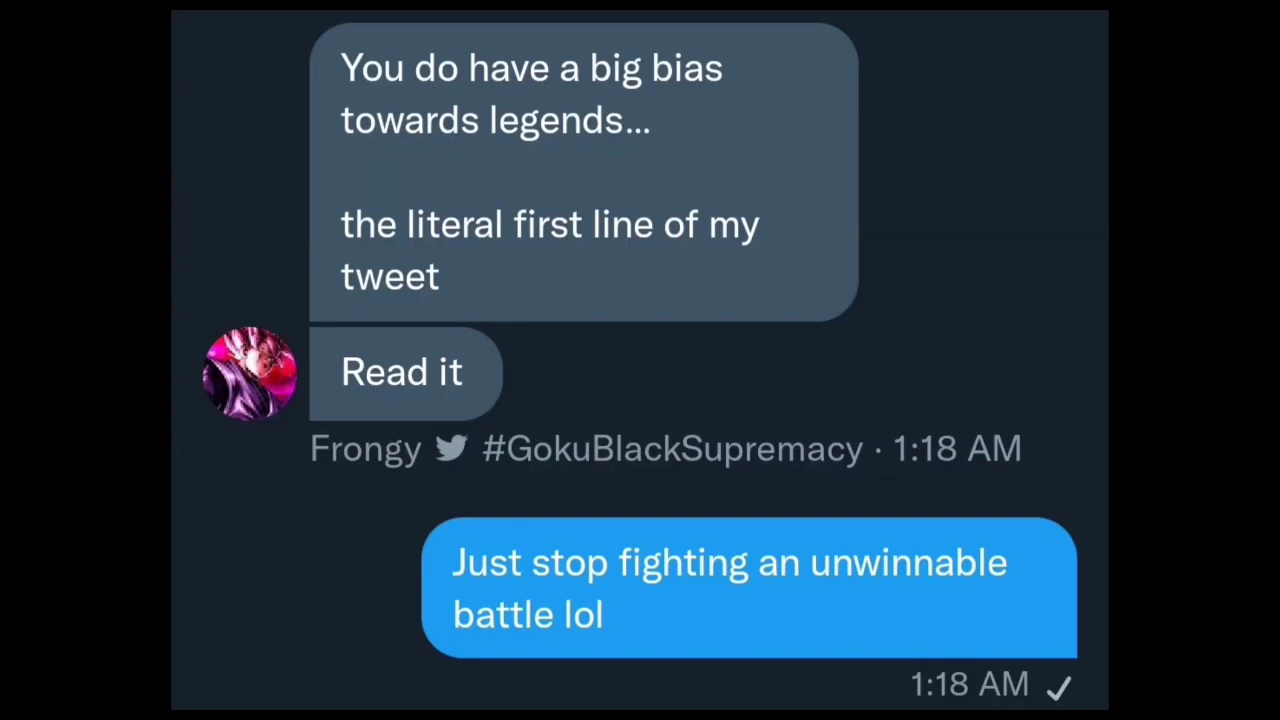 You do have a big bias
towards legends...
the literal first line of my
tweet
Read it
Frongy #GokuBlackSupremacy · 1:18 AM
Just stop fighting an unwinnable
battle lol
1:18 AM